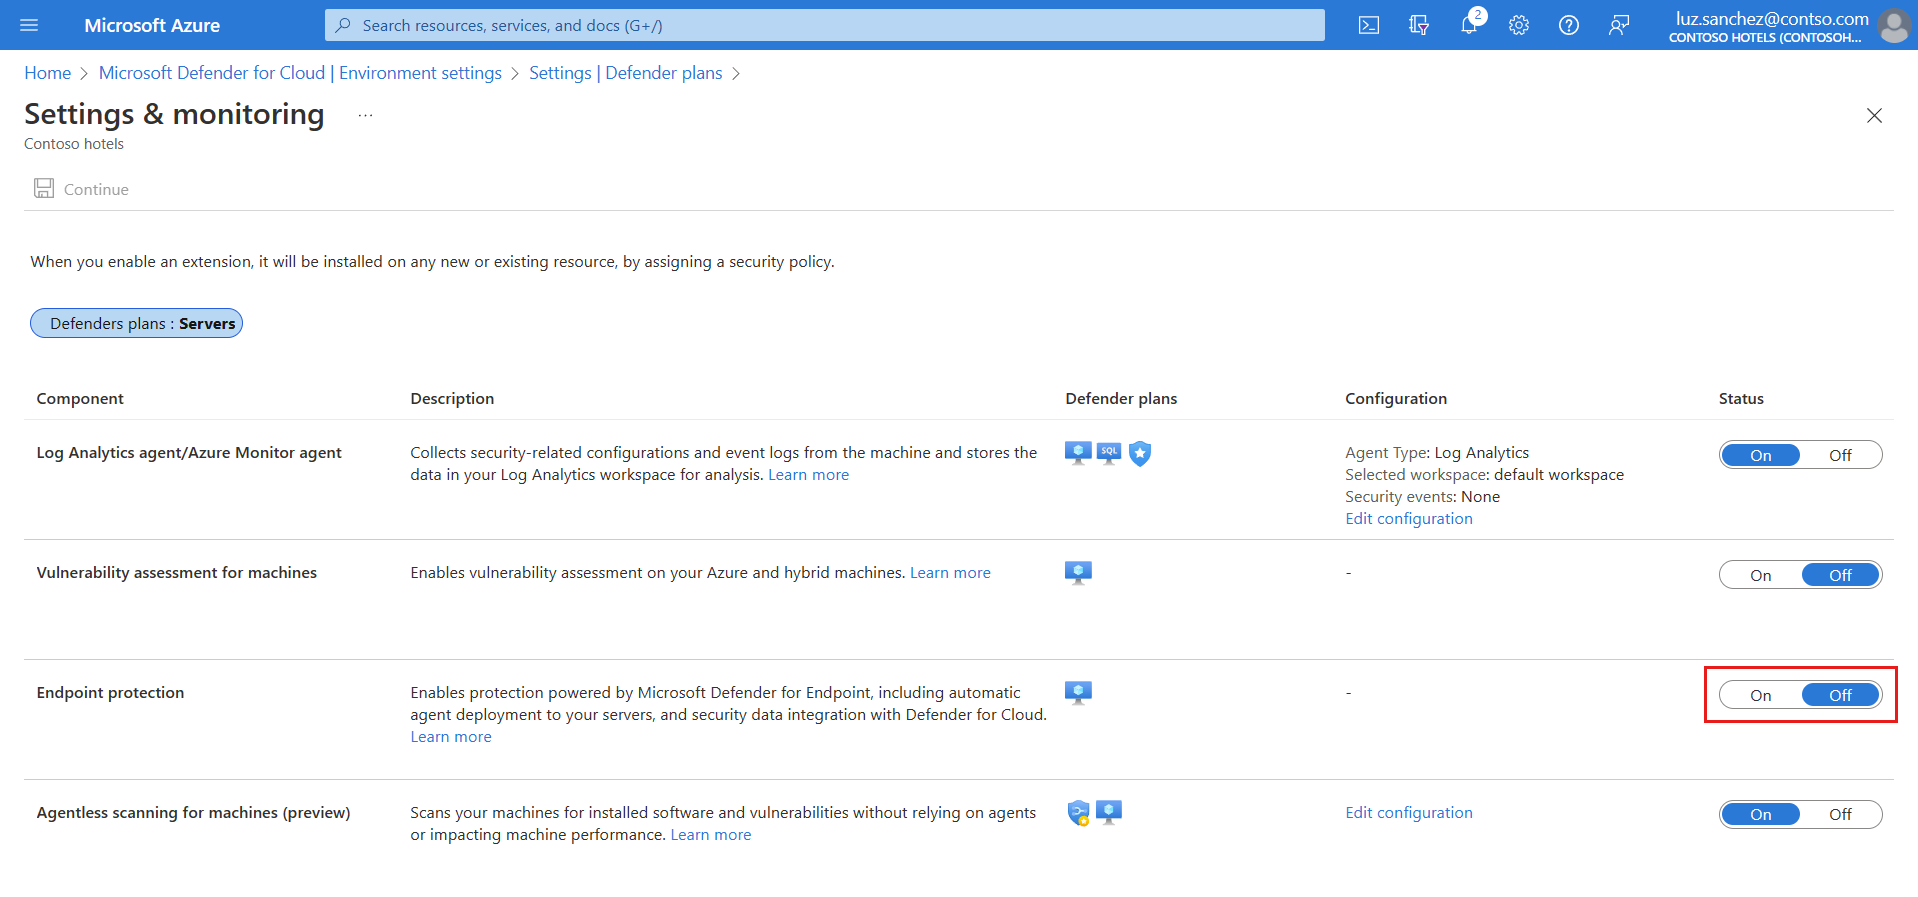 Microsoft Azure
Search resources, services, and docs (G+/)
2
luz.sanchez@contso.com
CONTOSO HOTELS (CONTOSOH...
Home > Microsoft Defender for Cloud | Environment settings > Settings | Defender plans >
Settings & monitoring ...
Contoso hotels
Continue
When you enable an extension, it will be installed on any new or existing resource, by assigning a security policy.
Defenders plans : Servers
Component Description Defender plans Configuration Status
Log Analytics agent/Azure Monitor agent
Collects security-related configurations and event logs from the machine and stores the
data in your Log Analytics workspace for analysis. Learn more
SQL
Agent Type: Log Analytics
Selected workspace: default workspace
Security events: None
Edit configuration
On Off
Vulnerability assessment for machines
Enables vulnerability assessment on your Azure and hybrid machines. Learn more
-
On Off
Endpoint protection
Enables protection powered by Microsoft Defender for Endpoint, including automatic
agent deployment to your servers, and security data integration with Defender for Cloud.
Learn more
-
On Off
Agentless scanning for machines (preview)
Scans your machines for installed software and vulnerabilities without relying on agents
or impacting machine performance. Learn more
Edit configuration
On Off